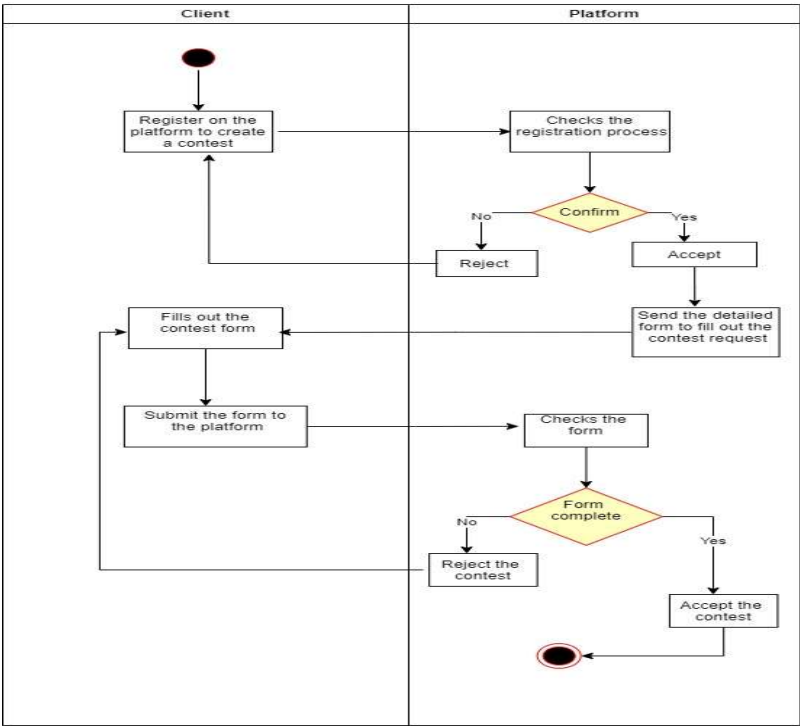 Client
Platform
Register on the
platform to create
a contest
Checks the
registration process
Confirm
No
Yes
Reject
Accept
Send the detailed
form to fill out the
contest request
Fills out the
contest form
Submit the form to
the platform
Checks the
form
Form
complete
No
Yes
Reject the
contest
Accept the
contest